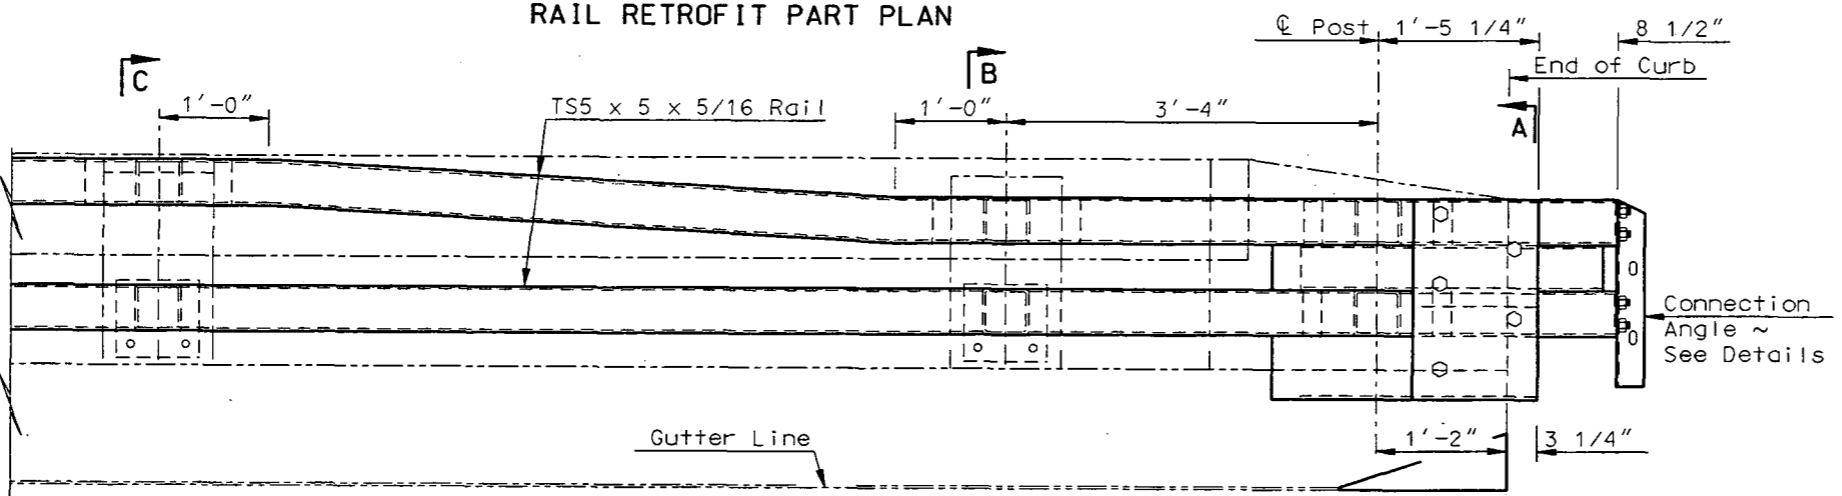 RAIL RETROFIT PART PLAN
℄ Post
1'-5 1/4"
8 1/2"
End of Curb
C
B
A
1'-0"
TS5 x 5 x 5/16 Rail
1'-0"
3'-4"
Connection
Angle ~
See Details
Gutter Line
1'-2"
3 1/4"